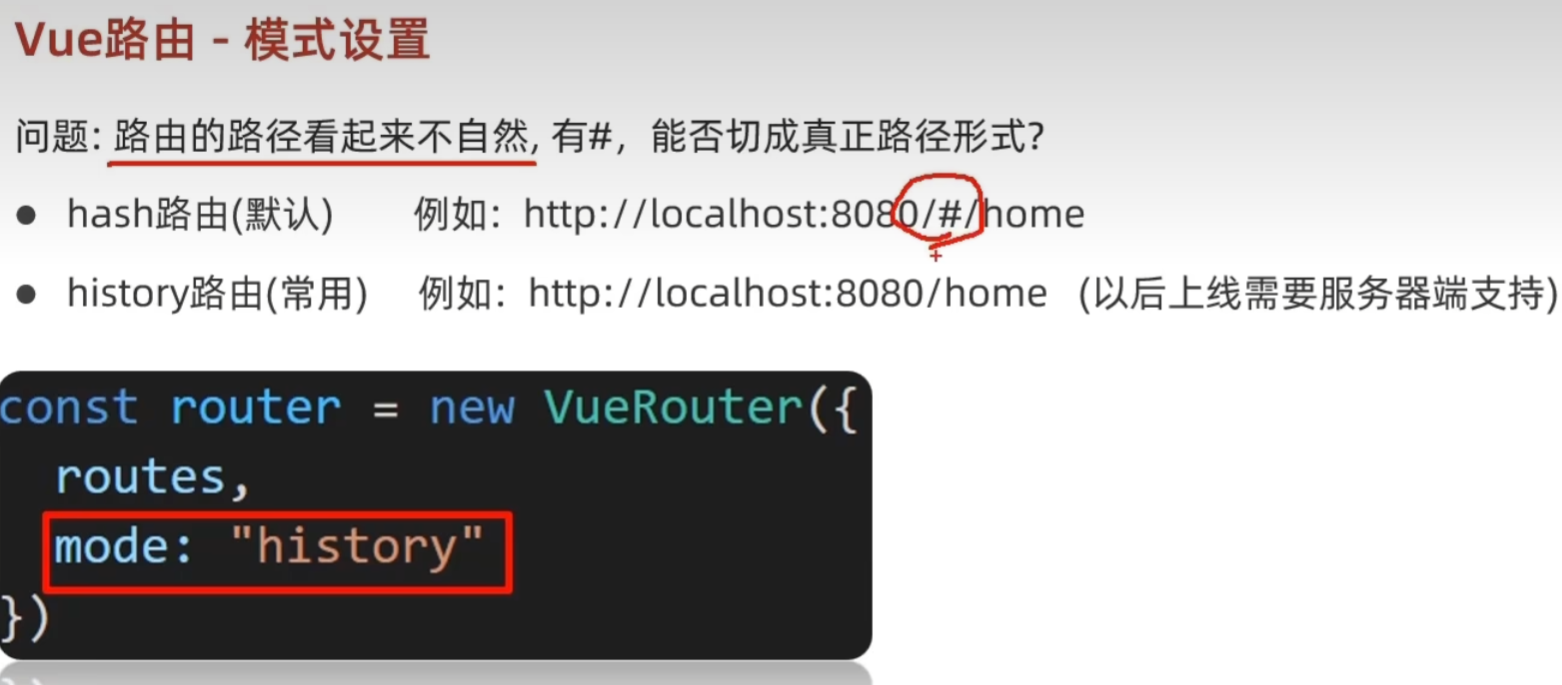 Vue路由 - 模式设置
问题: 路由的路径看起来不自然, 有#，能否切成真正路径形式?
● hash路由(默认) 例如：http://localhost:8080/#/home
● history路由(常用) 例如：http://localhost:8080/home (以后上线需要服务器端支持)
const router = new VueRouter({
routes,
mode: "history"
})